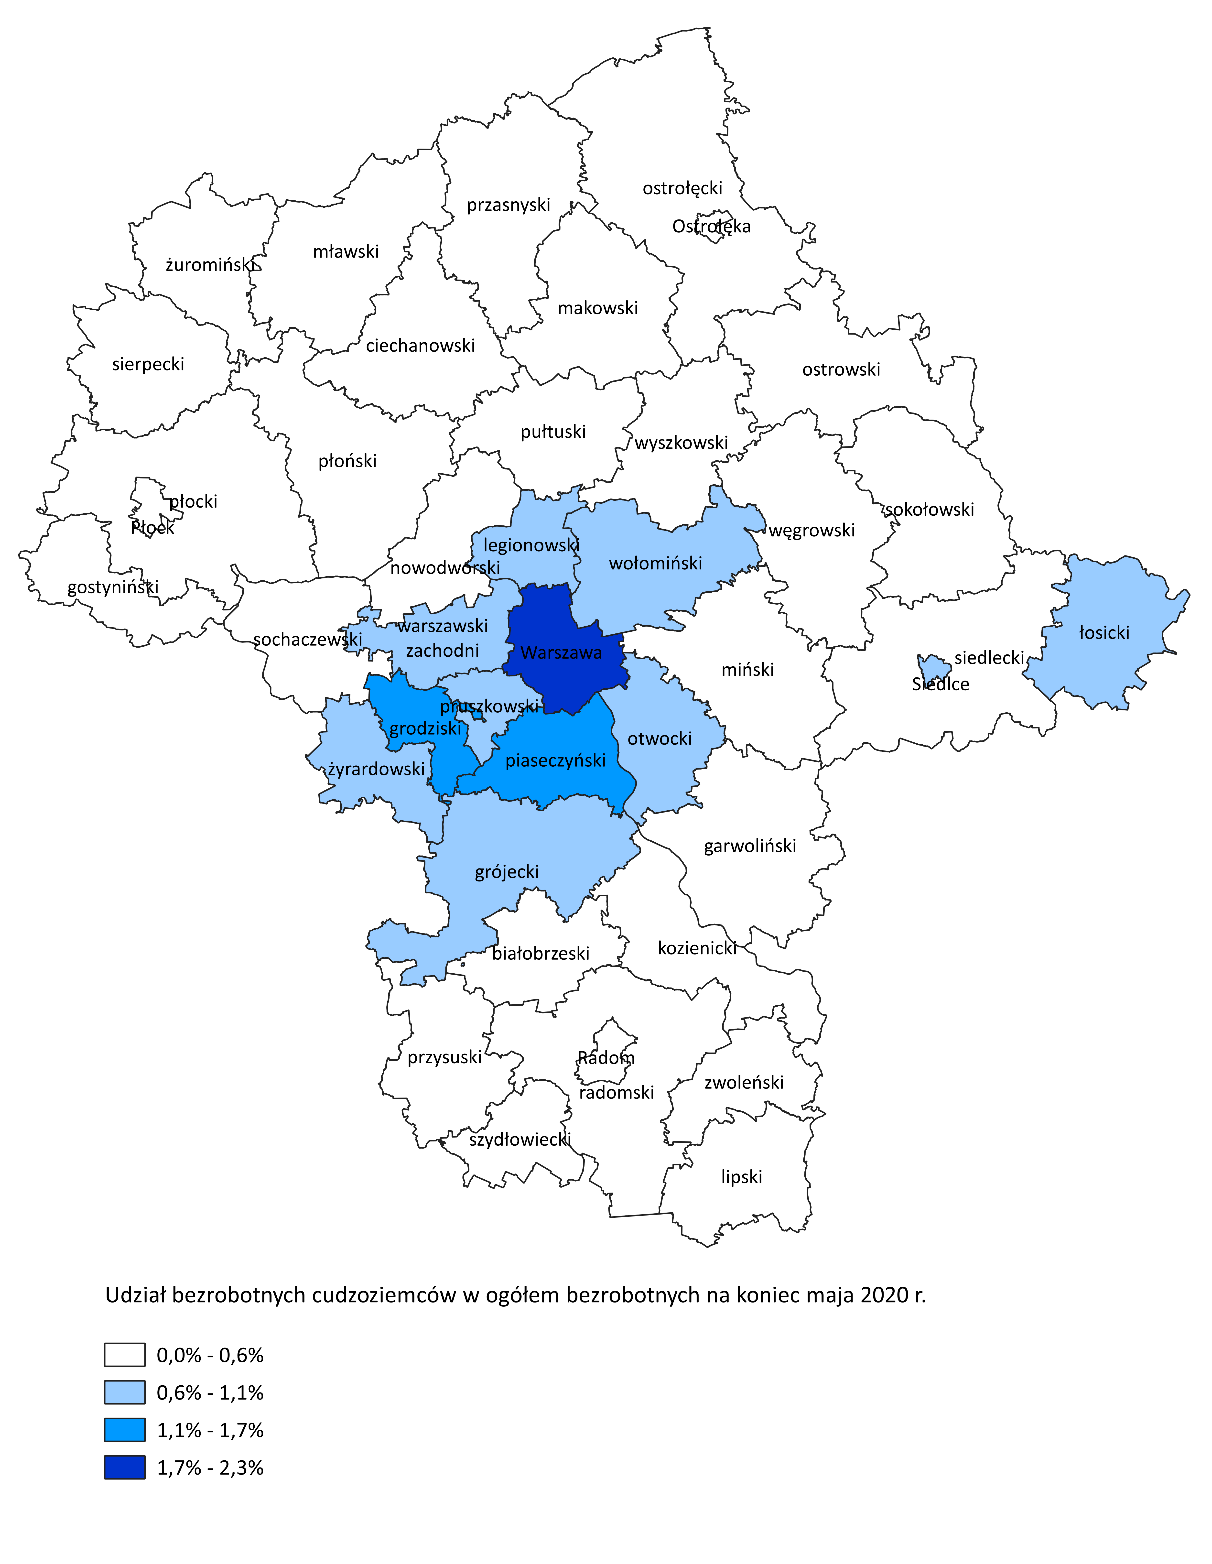 ostrołęcki
przasnyski
Ostrołęka
mławski
żuromiński
makowski
ciechanowski
sierpecki
ostrowski
pułtuski
wyszkowski
płoński
płocki
sokołowski
Płock
węgrowski
legionowski
wołomiński
nowodworski
gostyniński
warszawski
zachodni
łosicki
sochaczewski
Warszawa
siedlecki
miński
Siedlce
pruszkowski
grodziski
otwocki
piaseczyński
żyrardowski
garwoliński
grójecki
kozienicki
białobrzeski
przysuski
Radom
zwoleński
radomski
szydłowiecki
lipski
Udział bezrobotnych cudzoziemców w ogółem bezrobotnych na koniec maja 2020 r.
0,0% - 0,6%
0,6% - 1,1%
1,1% - 1,7%
1,7% - 2,3%